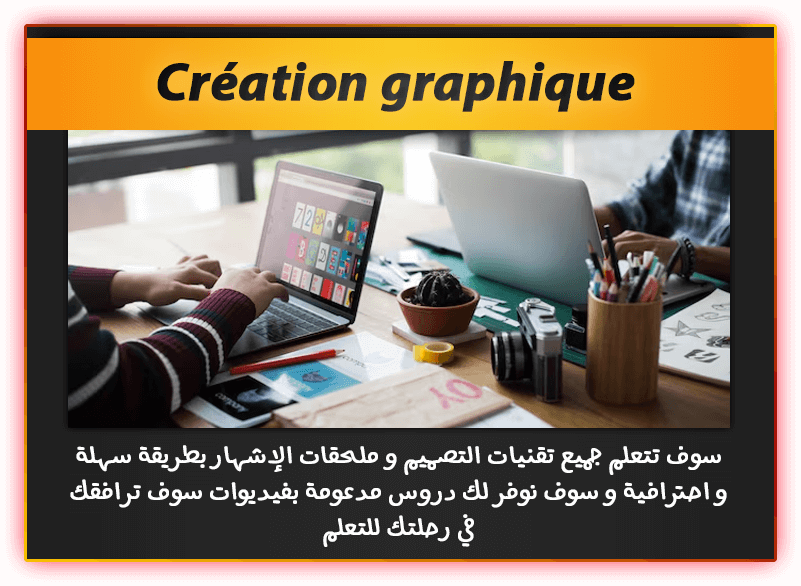 Création graphique
سوف تتعلم جميع تقنيات التصميم و ملحقات الإشهار بطريقة سهلة
و احترافية و سوف نوفر لك دروس مدعومة بفيديوات سوف ترافقك
في رحلتك للتعلم